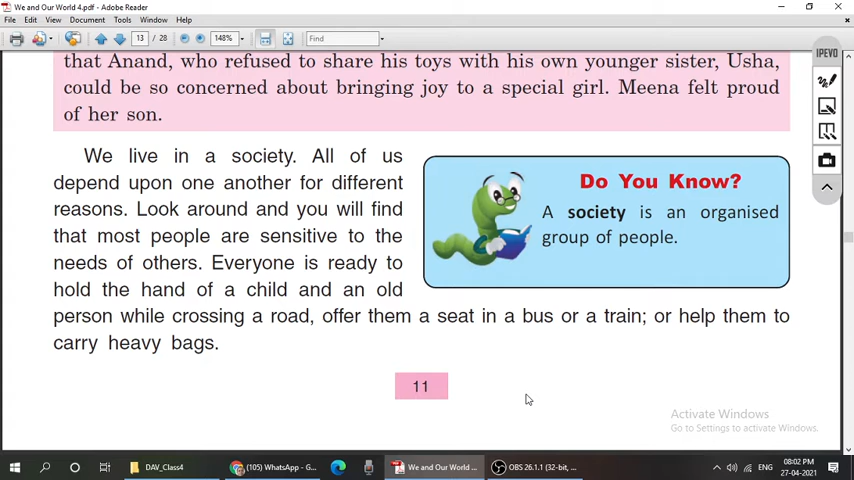 We and Our World 4.pdf - Adobe Reader
File Edit View Document Tools Window Help
13 / 28 148% Find
IPEVO
that Anand, who refused to share his toys with his own younger sister, Usha,
could be so concerned about bringing joy to a special girl. Meena felt proud
of her son.
We live in a society. All of us
depend upon one another for different
reasons. Look around and you will find
that most people are sensitive to the
needs of others. Everyone is ready to
hold the hand of a child and an old
person while crossing a road, offer them a seat in a bus or a train; or help them to
carry heavy bags.
Do You Know?
A society is an organised
group of people.
11
Activate Windows
Go to Settings to activate Windows.
DAV_Class4
(105) WhatsApp - G...
We and Our World ...
OBS 26.1.1 (32-bit, ...
ENG
08:02 PM
27-04-2021